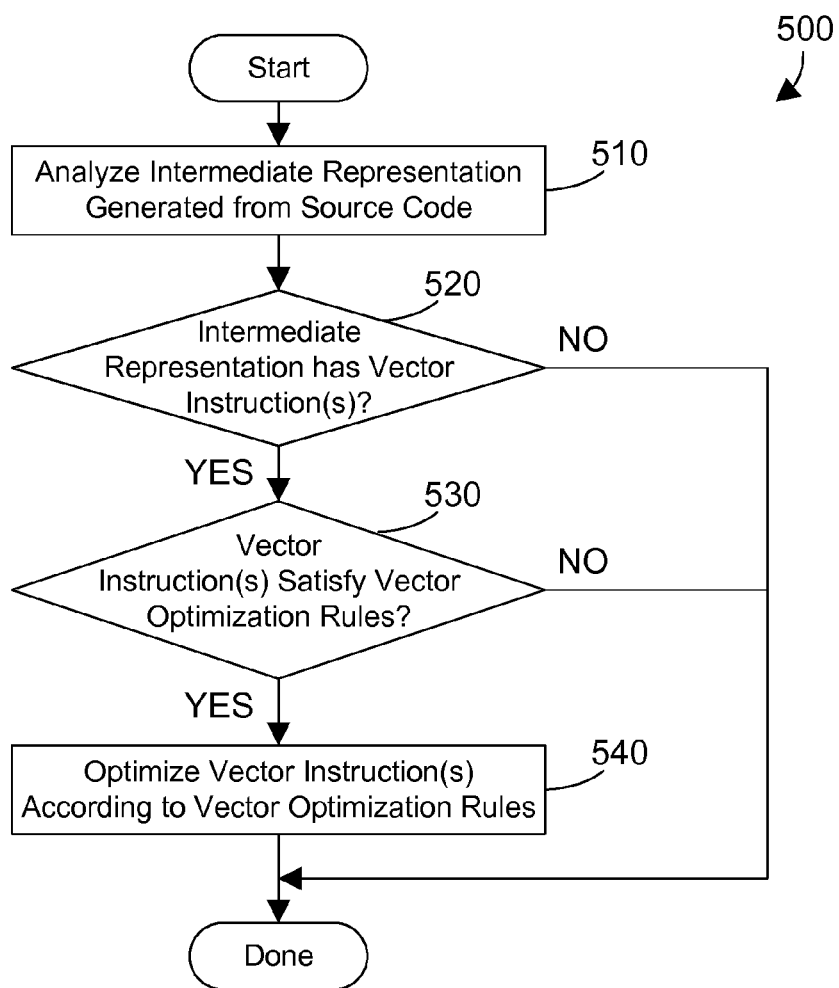 500
Start
Analyze Intermediate Representation
Generated from Source Code
510
520
Intermediate
Representation has Vector
Instruction(s)?
NO
YES
530
Vector
Instruction(s) Satisfy Vector
Optimization Rules?
NO
YES
540
Optimize Vector Instruction(s)
According to Vector Optimization Rules
Done